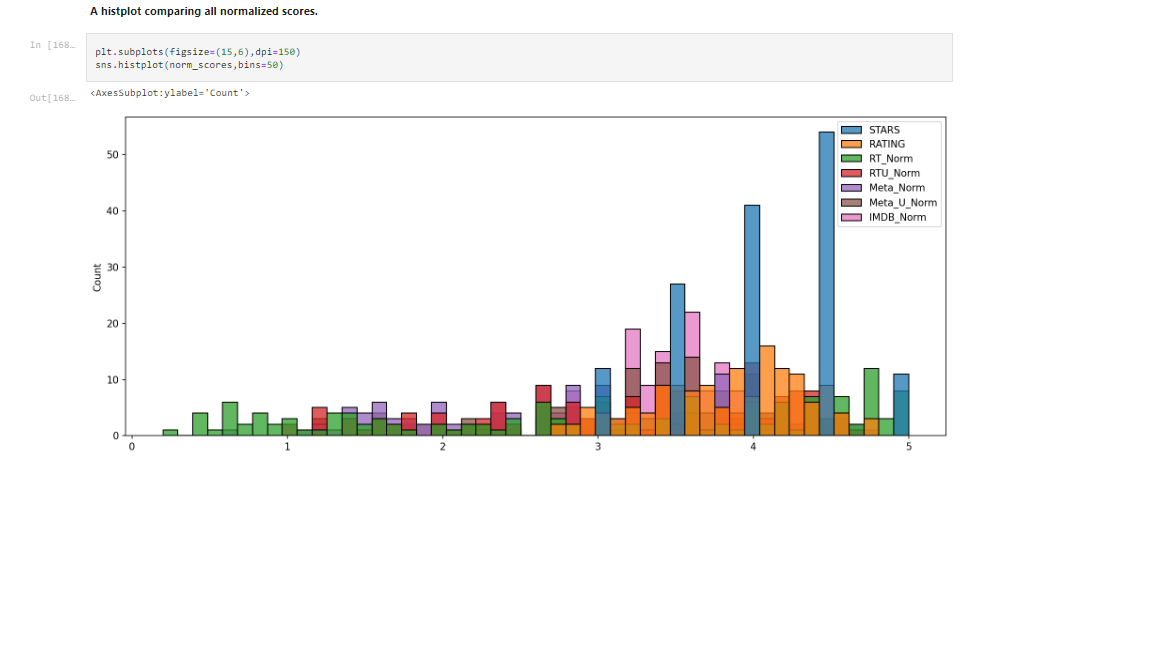 A histplot comparing all normalized scores.
In [168…
plt.subplots(figsize=(15,6),dpi=150)
sns.histplot(norm_scores,bins=50)
Out[168…
<AxesSubplot:ylabel='Count'>
STARS
RATING
RT_Norm
RTU_Norm
Meta_Norm
Meta_U_Norm
IMDB_Norm
50
40
30
20
10
0
Count
0 1 2 3 4 5